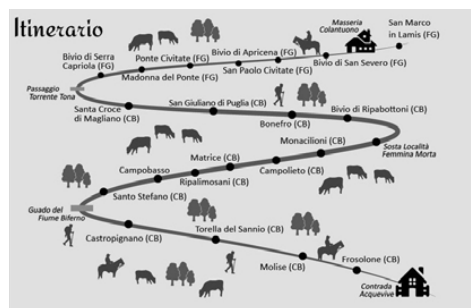 Itinerario
Masseria
Colantuono
San Marco
in Lamis (FG)
Bivio di Apricena (FG)
Bivio di San Severo (FG)
Ponte Civitate (FG)
San Paolo Civitate (FG)
Bivio di Serra
Capriola (FG)
Madonna del Ponte (FG)
Passaggio
Torrente Tona
Santa Croce
di Magliano (CB)
San Giuliano di Puglia (CB)
Bonefro (CB)
Bivio di Ripabottoni (CB)
Sosta Località
Femmina Morta
Monacilioni (CB)
Campolieto (CB)
Matrice (CB)
Ripalimosani (CB)
Campobasso
Santo Stefano (CB)
Guado del
Fiume Biferno
Castropignano (CB)
Torella del Sannio (CB)
Molise (CB)
Frosolone (CB)
Contrada
Acquevive